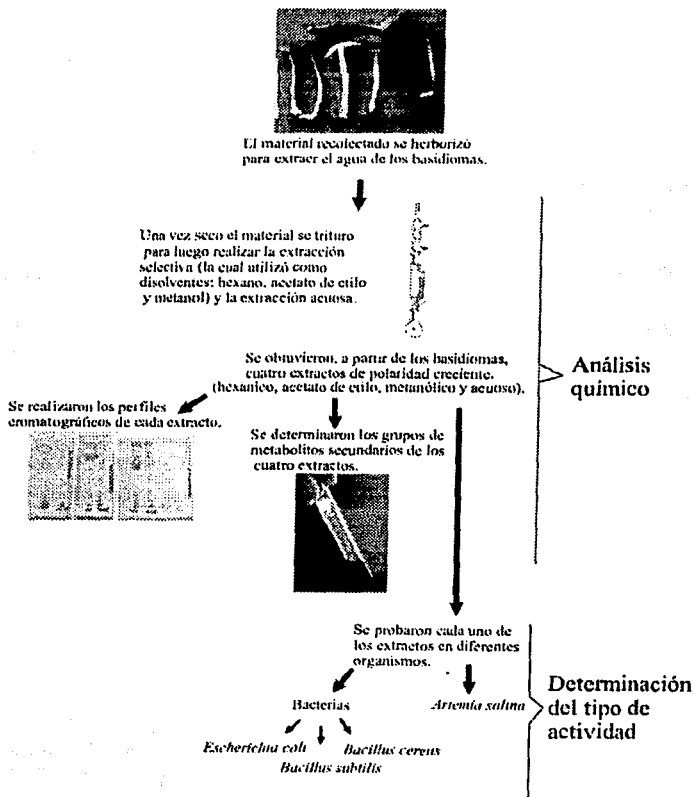 El material recolectado se herborizó
para extraer el agua de los basidiomas.
Una vez seco el material se trituro
para luego realizar la extracción
selectiva (la cual utilizó como
disolventes: hexano, acetato de etilo
y metanol) y la extracción acuosa.
Se obtuvieron, a partir de los basidiomas,
cuatro extractos de polaridad creciente.
(hexánico, acetato de etilo, metanólico y acuoso).
Análisis
químico
Se realizaron los perfiles
cromatográficos de cada extracto.
Se determinaron los grupos de
metabolitos secundarios de los
cuatro extractos.
Se probaron cada uno de
los extractos en diferentes
organismos.
Bacterias
Artemia salina
Escherichia coli
Bacillus cereus
Bacillus subtilis
Determinación
del tipo de
actividad